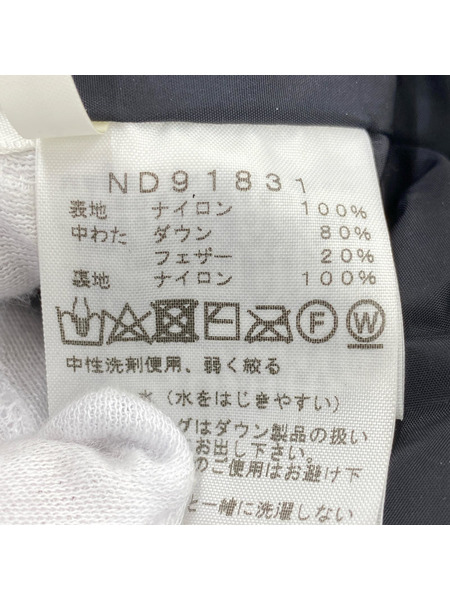 ND91831
表地 ナイロン 100%
中わた ダウン 80%
フェザー 20%
裏地 ナイロン 100%
F W
中性洗剤使用、弱く絞る
水（水をはじきやすい）
グはダウン製品の扱い
にお出し下さい。
のご使用はお避け下
と一緒に洗濯しない